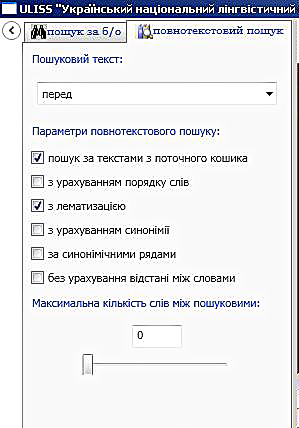 ULISS "Український національний лінгвістичний
пошук за б/о
повнотекстовий пошук
Пошуковий текст:
перед
Параметри повнотекстового пошуку:
пошук за текстами з поточного кошика
з урахуванням порядку слів
з лематизацією
з урахуванням синонімії
за синонімічними рядами
без урахування відстані між словами
Максимальна кількість слів між пошуковими:
0